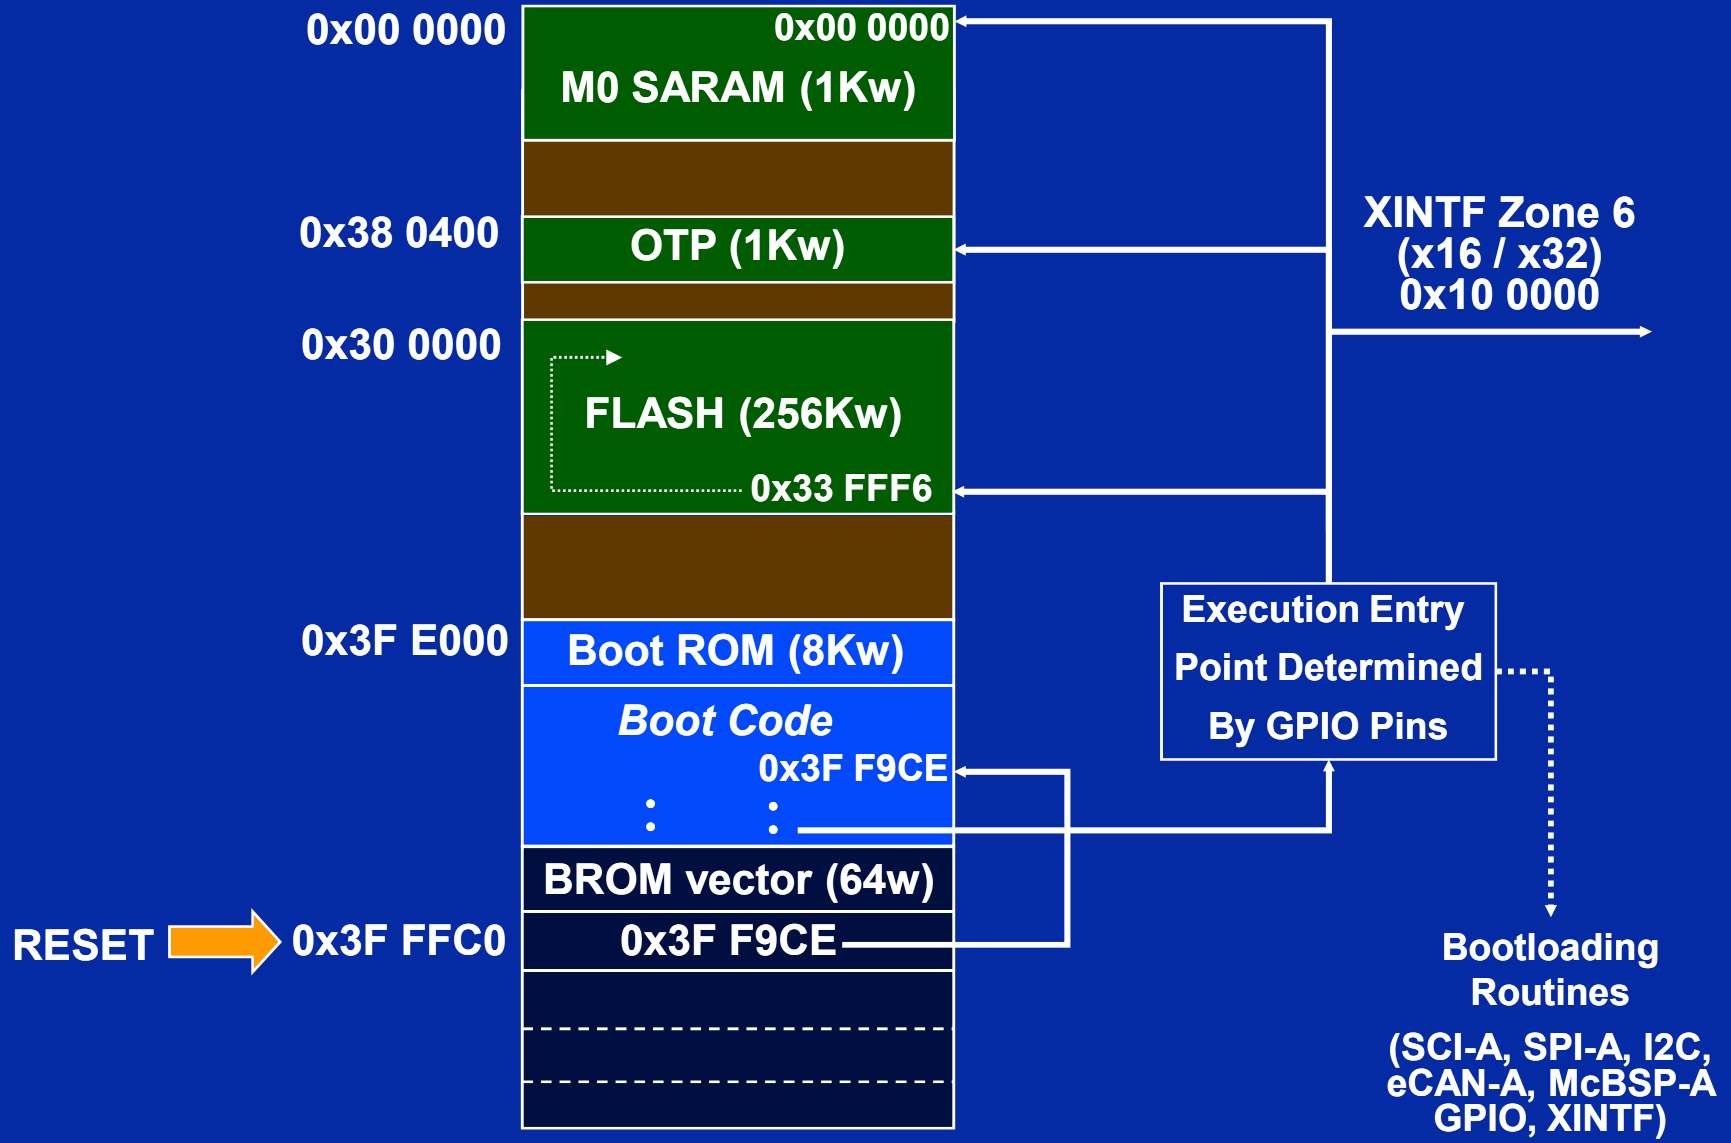 0x00 0000
0x00 0000
M0 SARAM (1Kw)
0x38 0400
OTP (1Kw)
XINTF Zone 6
(x16 / x32)
0x10 0000
0x30 0000
FLASH (256Kw)
0x33 FFF6
Execution Entry
Point Determined
By GPIO Pins
0x3F E000
Boot ROM (8Kw)
Boot Code
0x3F F9CE
BROM vector (64w)
RESET
0x3F FFC0
0x3F F9CE
Bootloading
Routines
(SCI-A, SPI-A, I2C,
eCAN-A, McBSP-A
GPIO, XINTF)